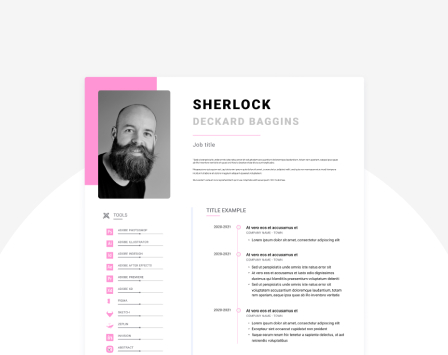 SHERLOCK
DECKARD BAGGINS
Job title
TOOLS
ADOBE PHOTOSHOP
ADOBE ILLUSTRATOR
ADOBE INDESIGN
ADOBE AFTER EFFECTS
ADOBE PREMIERE
ADOBE XD
FIGMA
SKETCH
INVISION
ABSTRACT
TITLE EXAMPLE
2020-2021
At vero eos et accusamus et
COMPANY NAME - TOWN
Lorem ipsum dolor sit amet, consectetur adipiscing elit
2020-2021
At vero eos et accusamus et
COMPANY NAME - TOWN
Sed ut perspiciatis unde omnis iste natus error sit
At vero eos et accusamus et iusto odio dignissimos ducimus
qui blanditiis praesentium
Sed ut perspiciatis unde omnis iste natus error sit
voluptatem accusantium doloremque laudantium, totam
rem aperiam, eaque ipsa quae ab illo inventore veritatis
2020-2021
At vero eos et accusamus et
COMPANY NAME - TOWN
Lorem ipsum dolor sit amet, consectetur adipiscing elit
Excepteur sint occaecat cupidatat non proident
Itaque earum rerum hic tenetur a sapiente delectus, ut aut
reiciendis voluptatibus